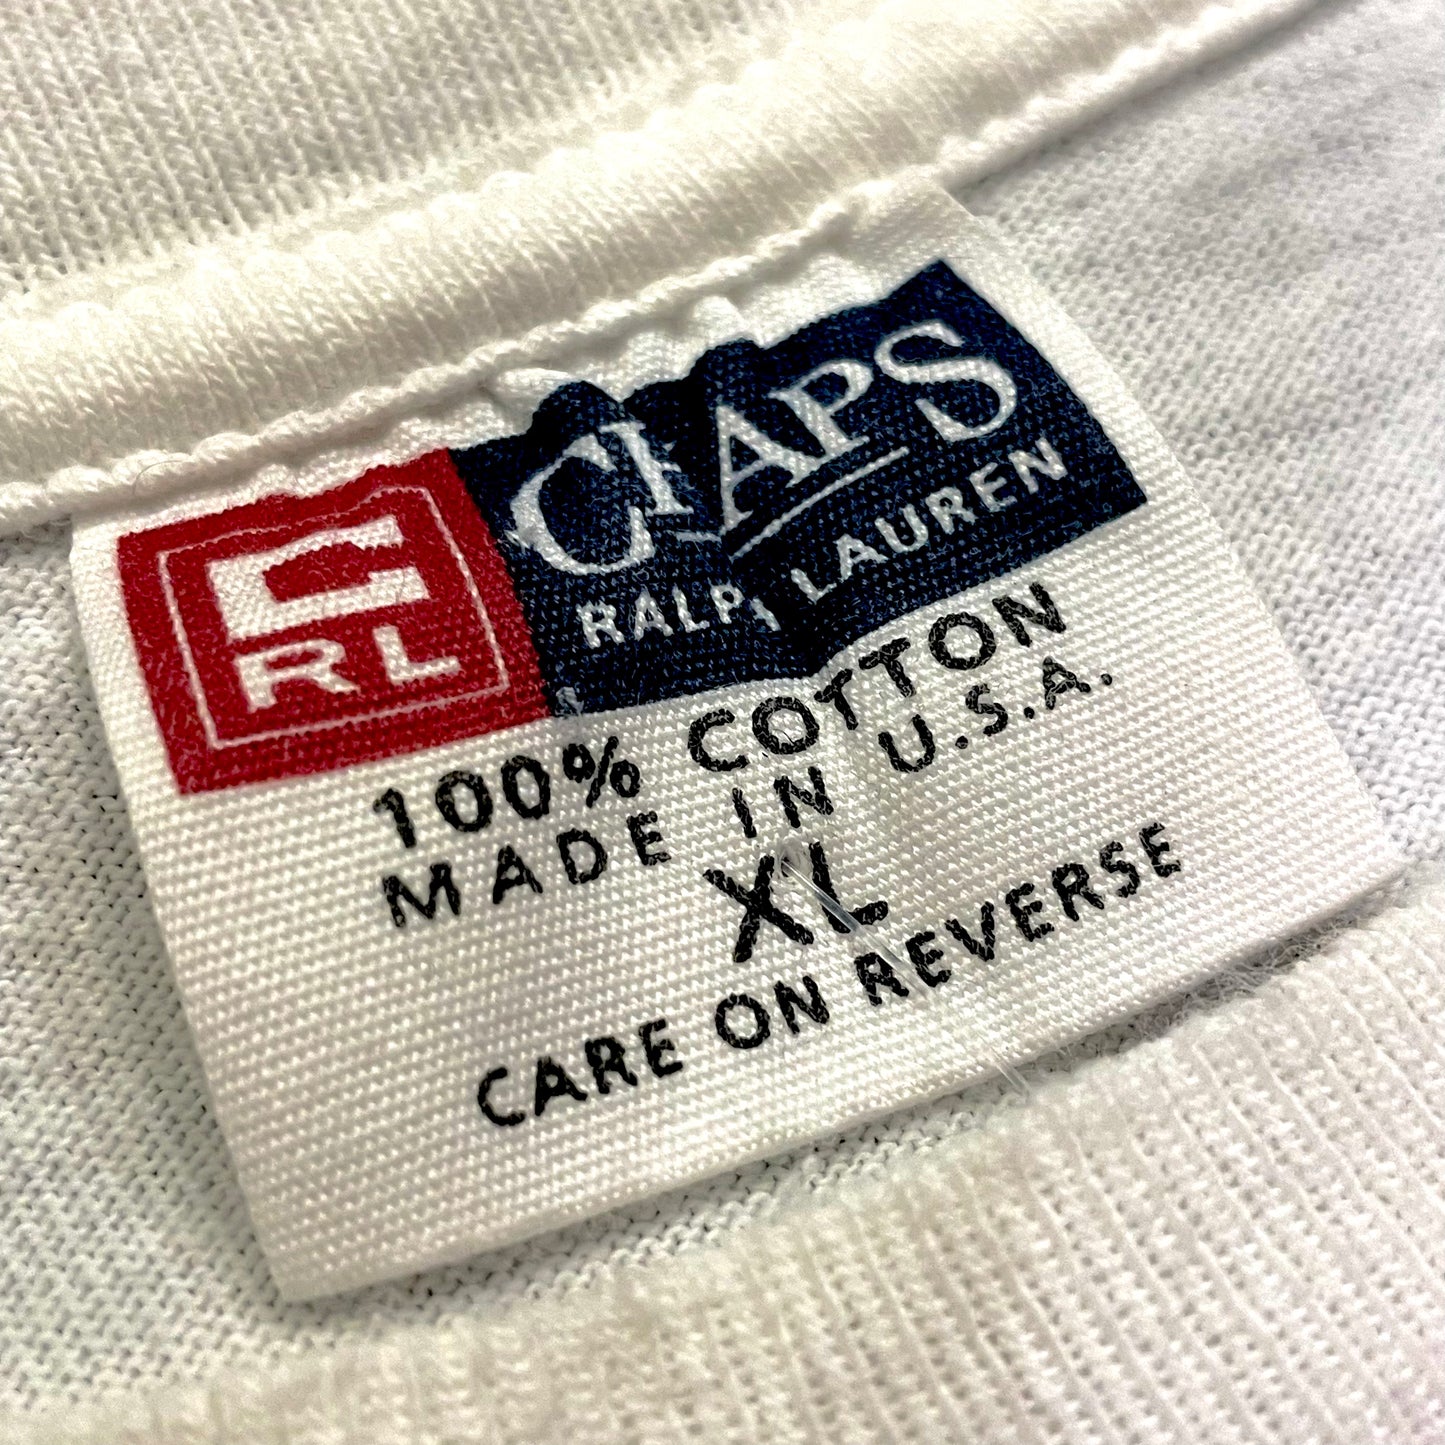 C
RL
CHAPS
RALPH LAUREN
100% COTTON
MADE IN U.S.A.
XL
CARE ON REVERSE